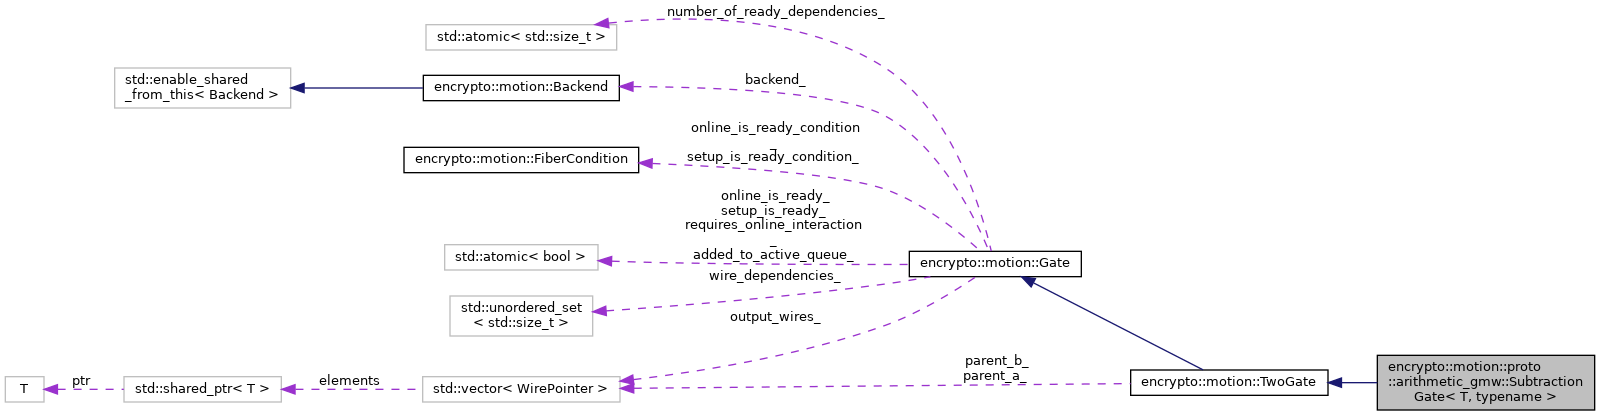 number_of_ready_dependencies_
std::atomic< std::size_t >
std::enable_shared
_from_this< Backend >
encrypto::motion::Backend
backend_
online_is_ready_condition
_
setup_is_ready_condition_
encrypto::motion::FiberCondition
online_is_ready_
setup_is_ready_
requires_online_interaction
_
added_to_active_queue_
std::atomic< bool >
encrypto::motion::Gate
wire_dependencies_
std::unordered_set
< std::size_t >
output_wires_
parent_b_
parent_a_
T
ptr
std::shared_ptr< T >
elements
std::vector< WirePointer >
encrypto::motion::TwoGate
encrypto::motion::proto
::arithmetic_gmw::Subtraction
Gate< T, typename >